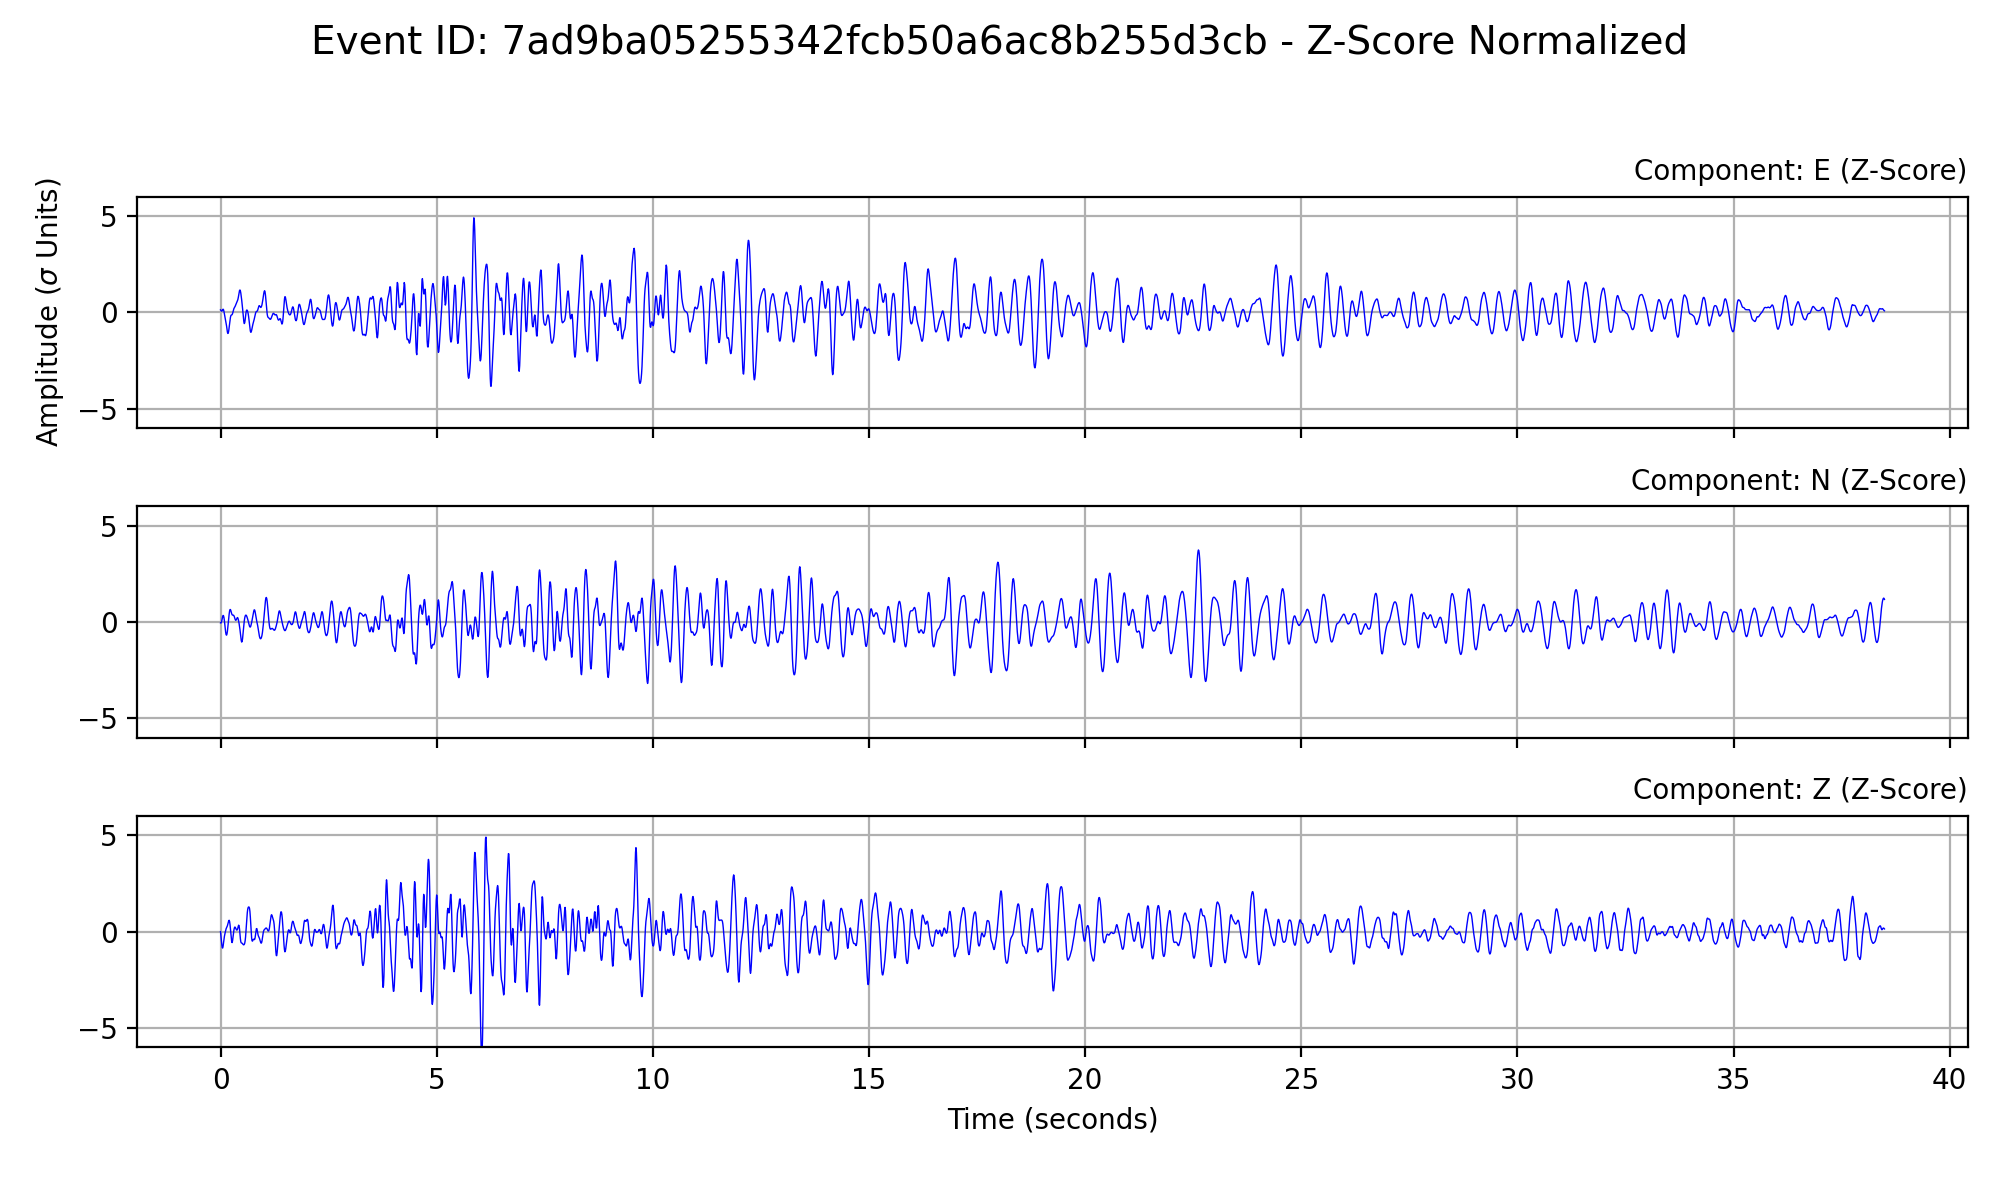 Event ID: 7ad9ba05255342fcb50a6ac8b255d3cb - Z-Score Normalized
Component: E (Z-Score)
Amplitude (σ Units)
5
0
−5
Component: N (Z-Score)
5
0
−5
Component: Z (Z-Score)
5
0
−5
0 5 10 15 20 25 30 35 40
Time (seconds)